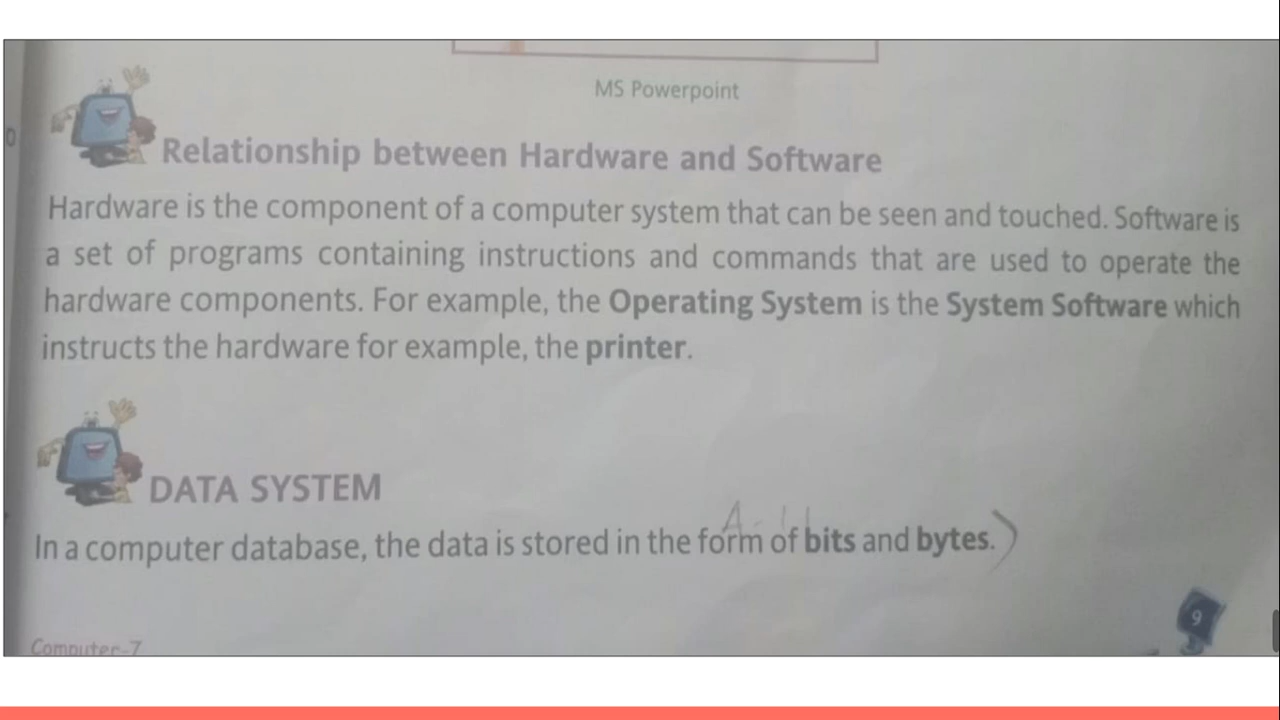 MS Powerpoint
Relationship between Hardware and Software
Hardware is the component of a computer system that can be seen and touched. Software is
a set of programs containing instructions and commands that are used to operate the
hardware components. For example, the Operating System is the System Software which
instructs the hardware for example, the printer.
DATA SYSTEM
In a computer database, the data is stored in the form of bits and bytes.
9
Computer-7